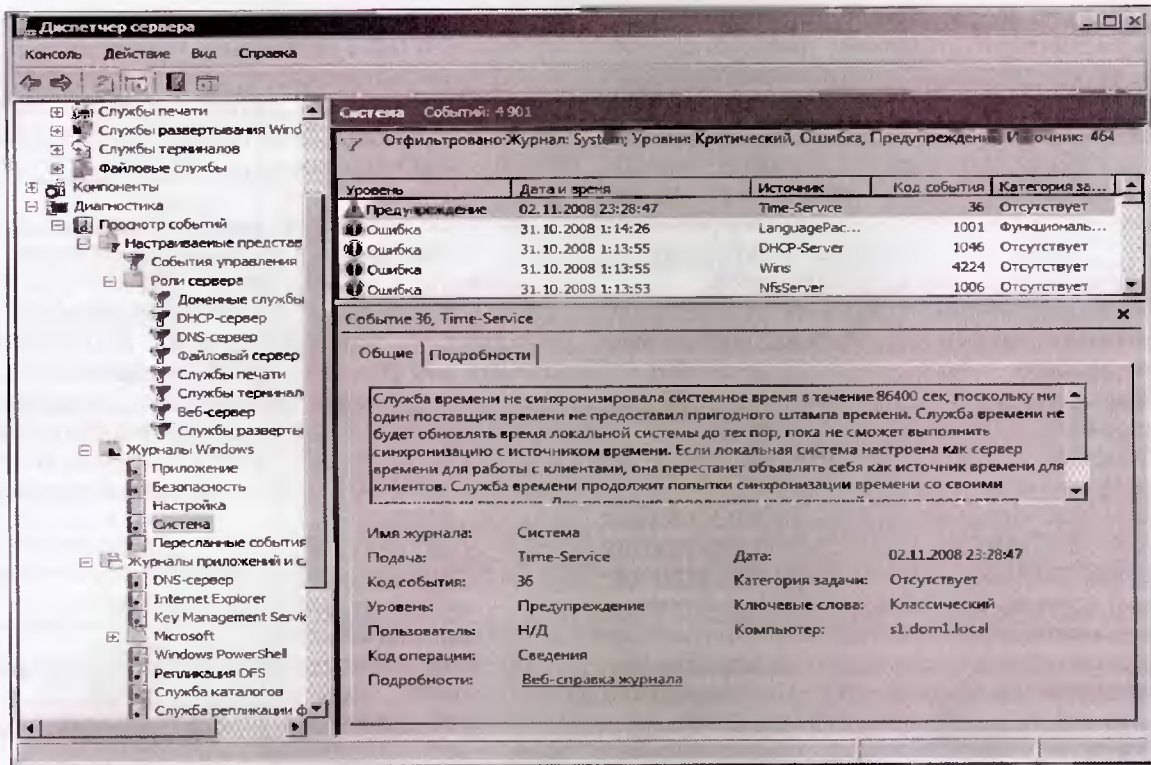 Диспетчер сервера
Консоль Действие Вид Справка
Службы печати
Службы развертывания Wind
Службы терминалов
Файловые службы
Компоненты
Диагностика
Просмотр событий
Настраиваемые представ
События управления
Роли сервера
Доменные службы
DHCP-сервер
DNS-сервер
Файловый сервер
Службы печати
Службы терминал
Веб-сервер
Службы разверты
Журналы Windows
Приложение
Безопасность
Настройка
Система
Пересланные события
Журналы приложений и с
DNS-сервер
Internet Explorer
Key Management Servic
Microsoft
Windows PowerShell
Репликация DFS
Служба каталогов
Служба репликации ф
Система Событий: 4 901
Отфильтровано:Журнал: System; Уровни: Критический, Ошибка, Предупреждение, Источник: 464
Уровень Дата и время Источник Код события Категория за...
Предупреждение 02.11.2008 23:28:47 Time-Service 36 Отсутствует
Ошибка 31.10.2008 1:14:26 LanguagePac... 1001 Функциональ...
Ошибка 31.10.2008 1:13:55 DHCP-Server 1046 Отсутствует
Ошибка 31.10.2008 1:13:55 Wins 4224 Отсутствует
Ошибка 31.10.2008 1:13:53 NfsServer 1006 Отсутствует
Событие 36, Time-Service
Общие Подробности
Служба времени не синхронизировала системное время в течение 86400 сек, поскольку ни
один поставщик времени не предоставил пригодного штампа времени. Служба времени не
будет обновлять время локальной системы до тех пор, пока не сможет выполнить
синхронизацию с источником времени. Если локальная система настроена как сервер
времени для работы с клиентами, она перестанет объявлять себя как источник времени для
клиентов. Служба времени продолжит попытки синхронизации времени со своими
Имя журнала: Система
Подача: Time-Service Дата: 02.11.2008 23:28:47
Код события: 36 Категория задачи: Отсутствует
Уровень: Предупреждение Ключевые слова: Классический
Пользователь: Н/Д Компьютер: s1.dom1.local
Код операции: Сведения
Подробности: Веб-справка журнала